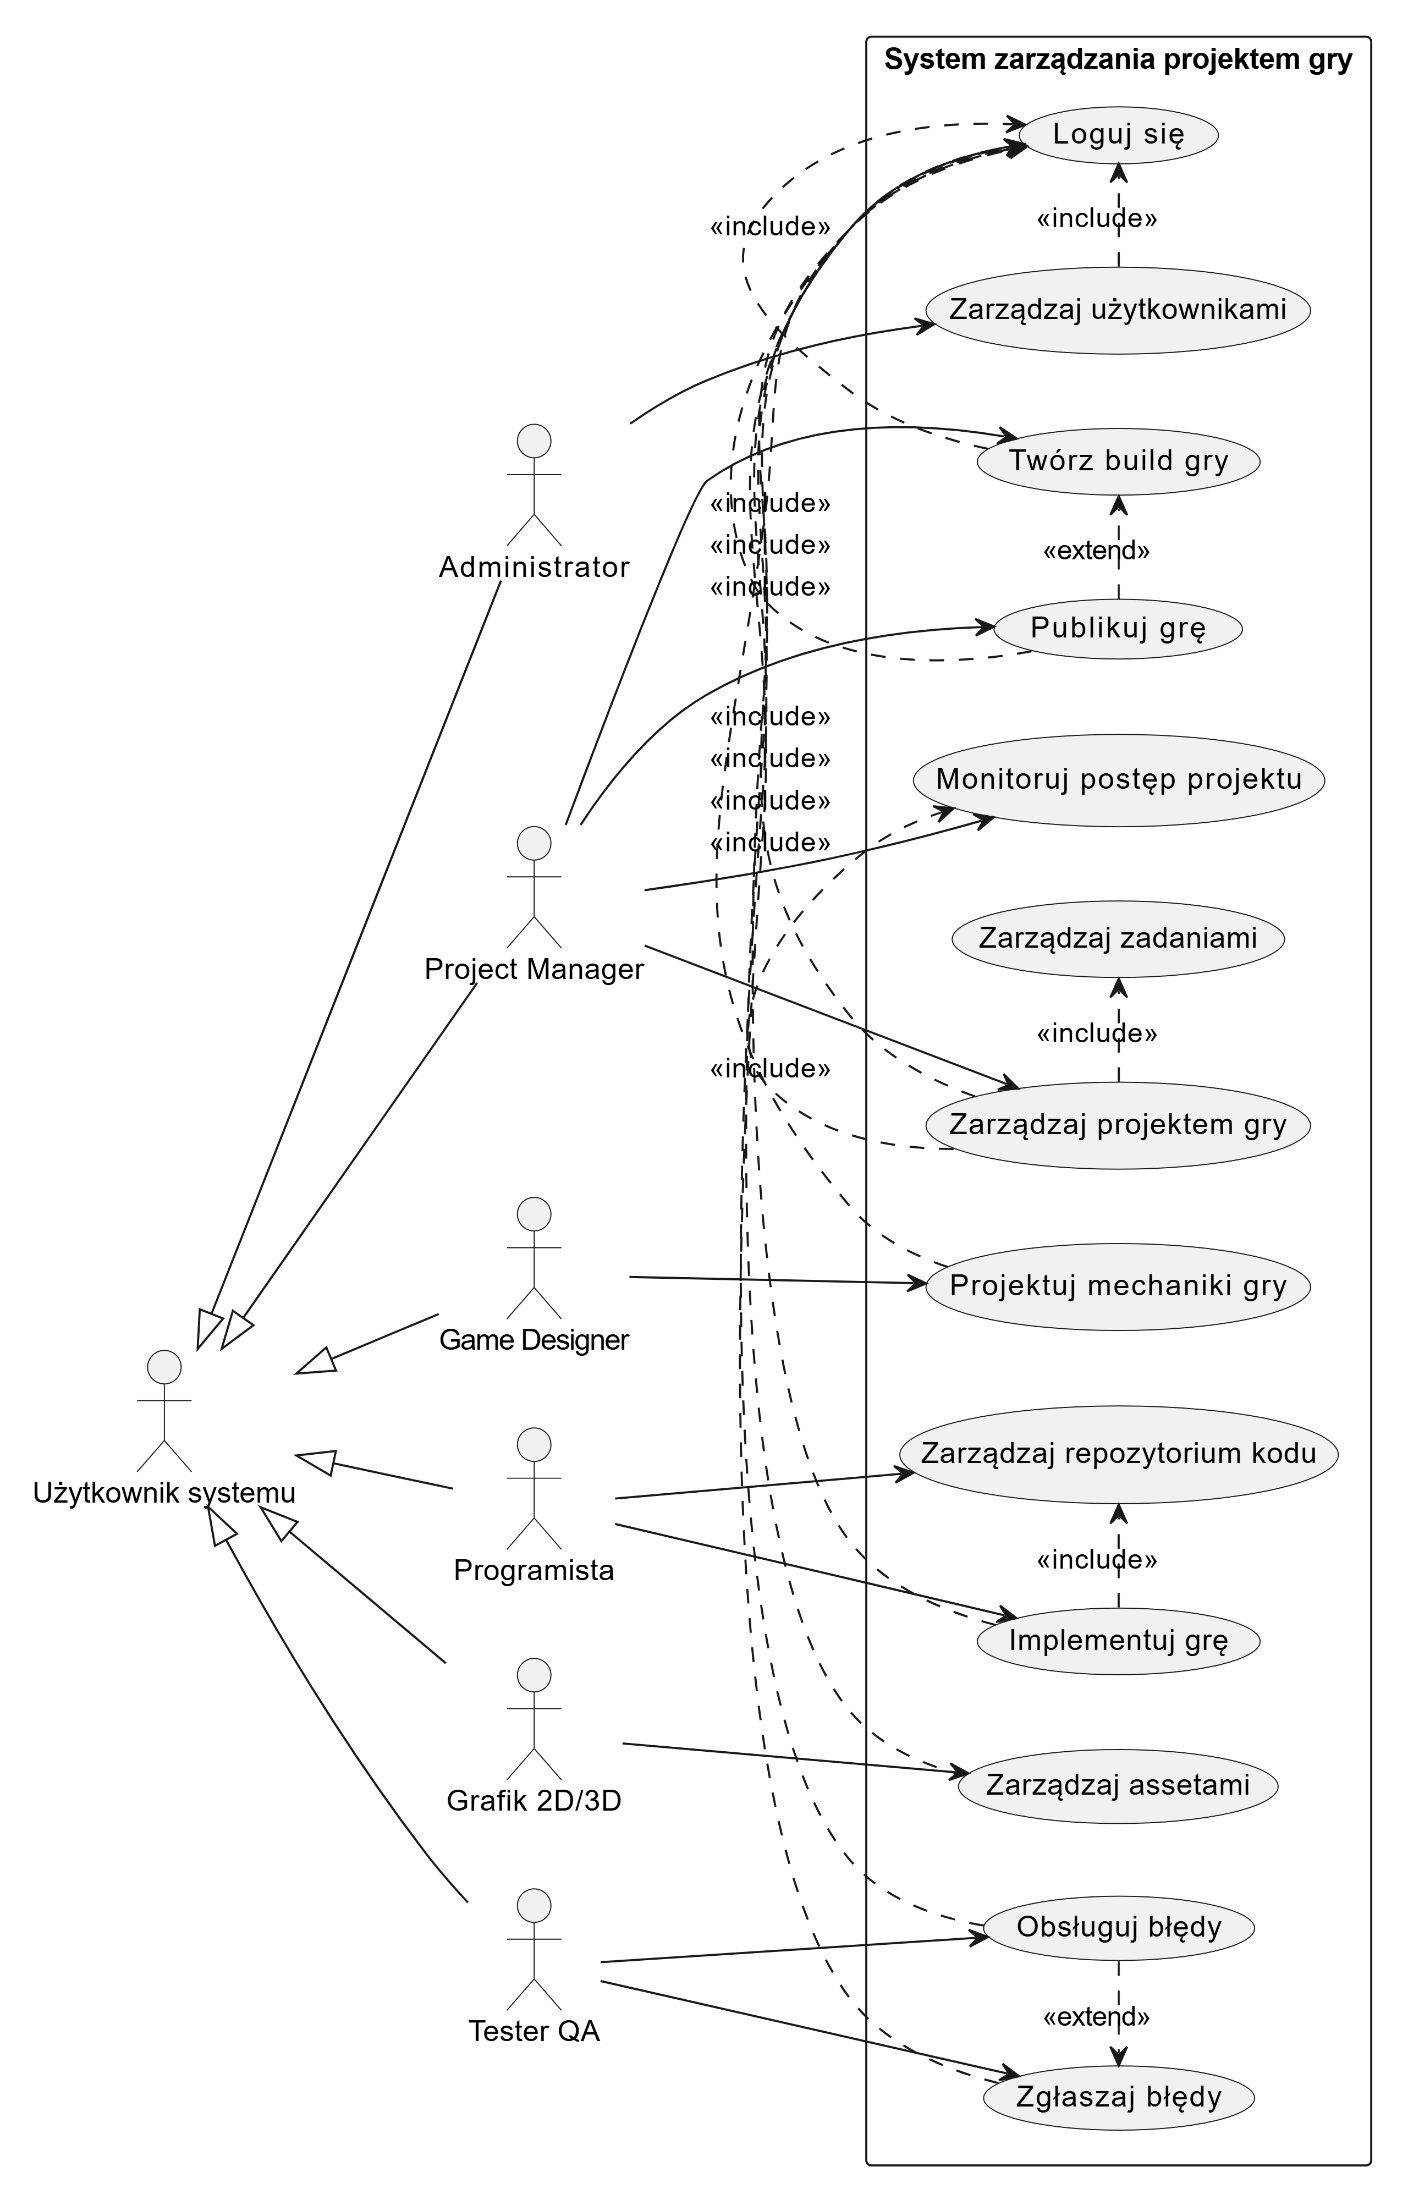 System zarządzania projektem gry
Loguj się
«include»
«include»
Zarządzaj użytkownikami
Twórz build gry
«include»
«include»
«extend»
Administrator
«include»
Publikuj grę
«include»
«include»
Monitoruj postęp projektu
«include»
«include»
Zarządzaj zadaniami
Project Manager
«include»
«include»
Zarządzaj projektem gry
Projektuj mechaniki gry
Game Designer
Zarządzaj repozytorium kodu
Użytkownik systemu
«include»
Programista
Implementuj grę
Zarządzaj assetami
Grafik 2D/3D
Obsługuj błędy
«extend»
Tester QA
Zgłaszaj błędy